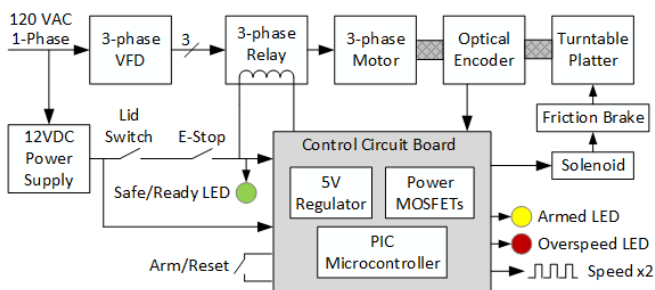 120 VAC
1-Phase
3-phase
VFD
3
3-phase
Relay
3-phase
Motor
Optical
Encoder
Turntable
Platter
Lid
Switch
E-Stop
Friction Brake
12VDC
Power
Supply
Control Circuit Board
Solenoid
Safe/Ready LED
5V
Regulator
Power
MOSFETs
Armed LED
Overspeed LED
PIC
Microcontroller
Arm/Reset
Speed x2